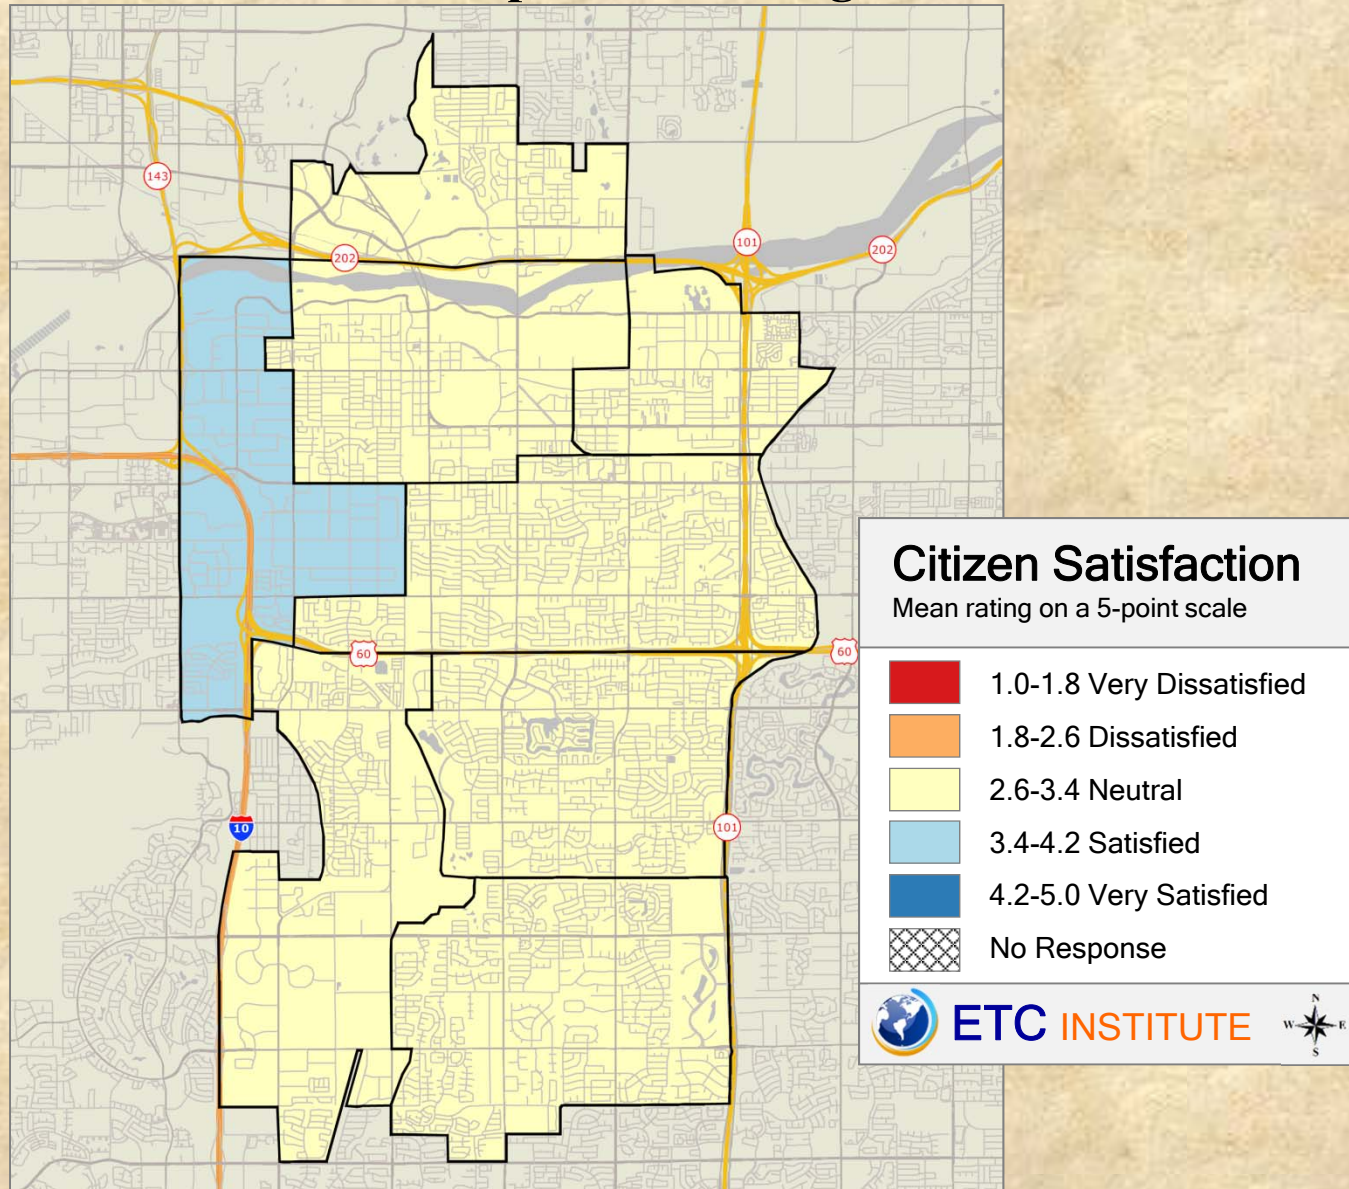 143
202
101
202
60
60
10
101
Citizen Satisfaction
Mean rating on a 5-point scale
1.0-1.8 Very Dissatisfied
1.8-2.6 Dissatisfied
2.6-3.4 Neutral
3.4-4.2 Satisfied
4.2-5.0 Very Satisfied
No Response
ETC INSTITUTE
N
W E
S